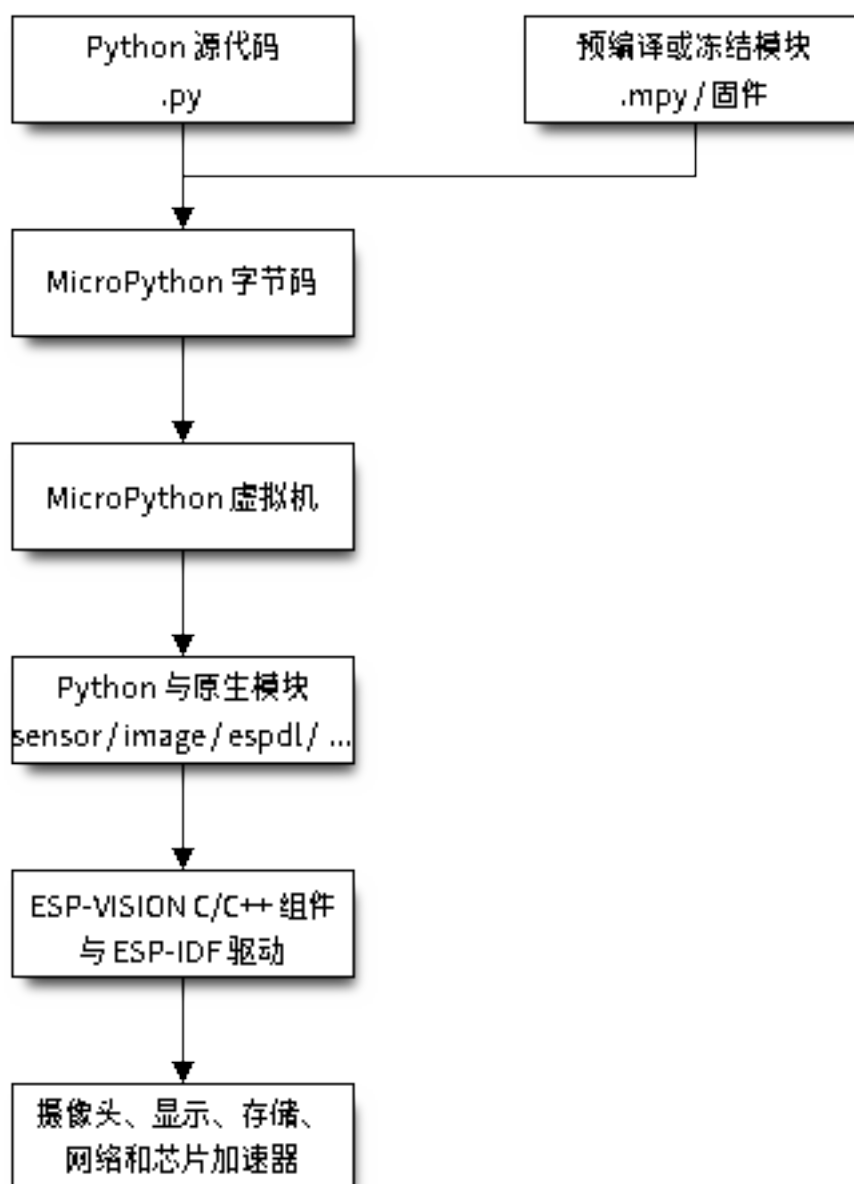 Python 源代码
.py
预编译或冻结模块
.mpy / 固件
MicroPython 字节码
MicroPython 虚拟机
Python 与原生模块
sensor / image / espdl / ...
ESP-VISION C/C++ 组件
与 ESP-IDF 驱动
摄像头、显示、存储、
网络和芯片加速器